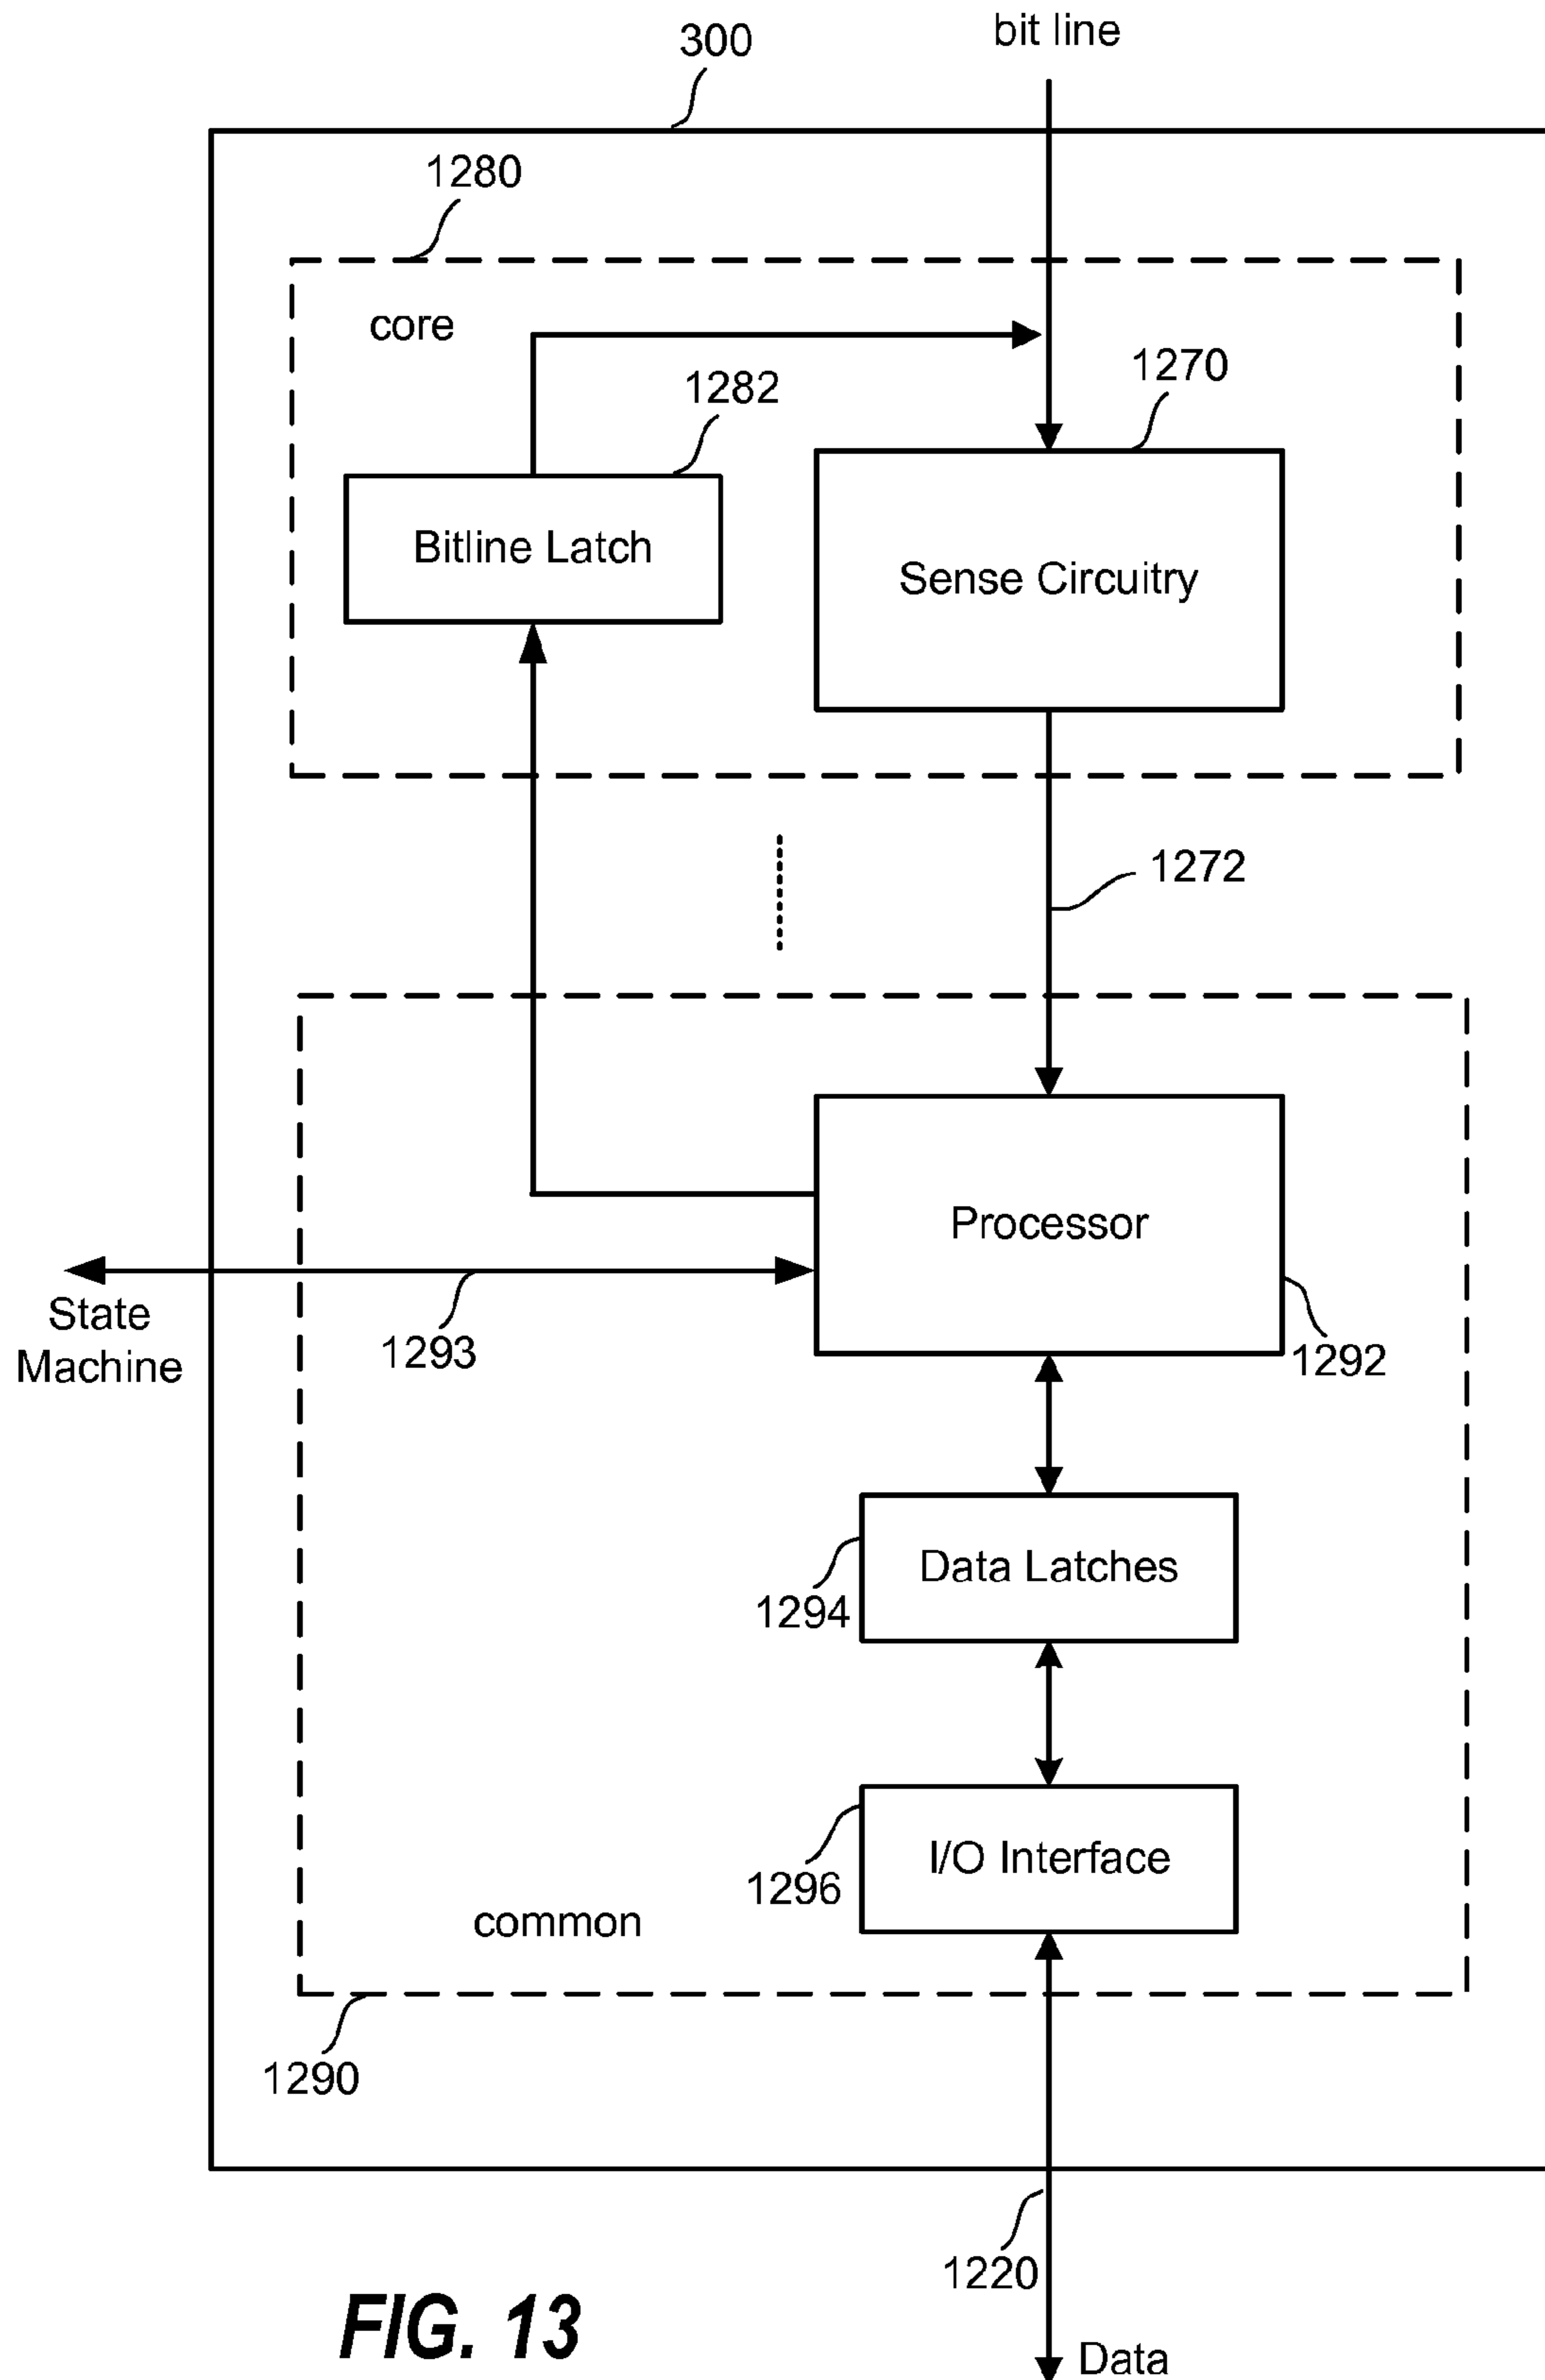 bit line
300
1280
core
1282
1270
Bitline Latch
Sense Circuitry
1272
Processor
State
Machine
1293
1292
Data Latches
1294
I/O Interface
1296
common
1290
1220
FIG. 13
Data